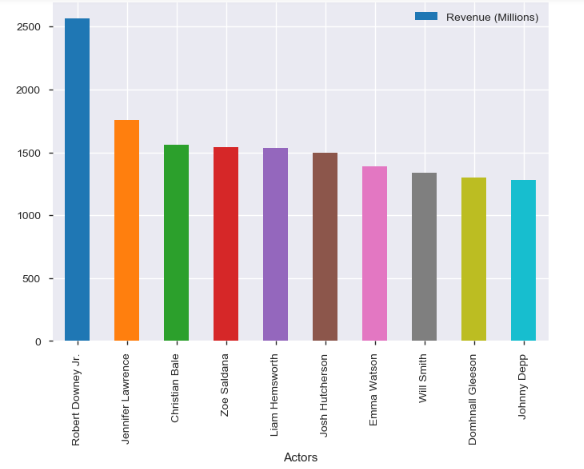 Revenue (Millions)
2500
2000
1500
1000
500
0
Robert Downey Jr.
Jennifer Lawrence
Christian Bale
Zoe Saldana
Liam Hemsworth
Josh Hutcherson
Emma Watson
Will Smith
Domhnall Gleeson
Johnny Depp
Actors